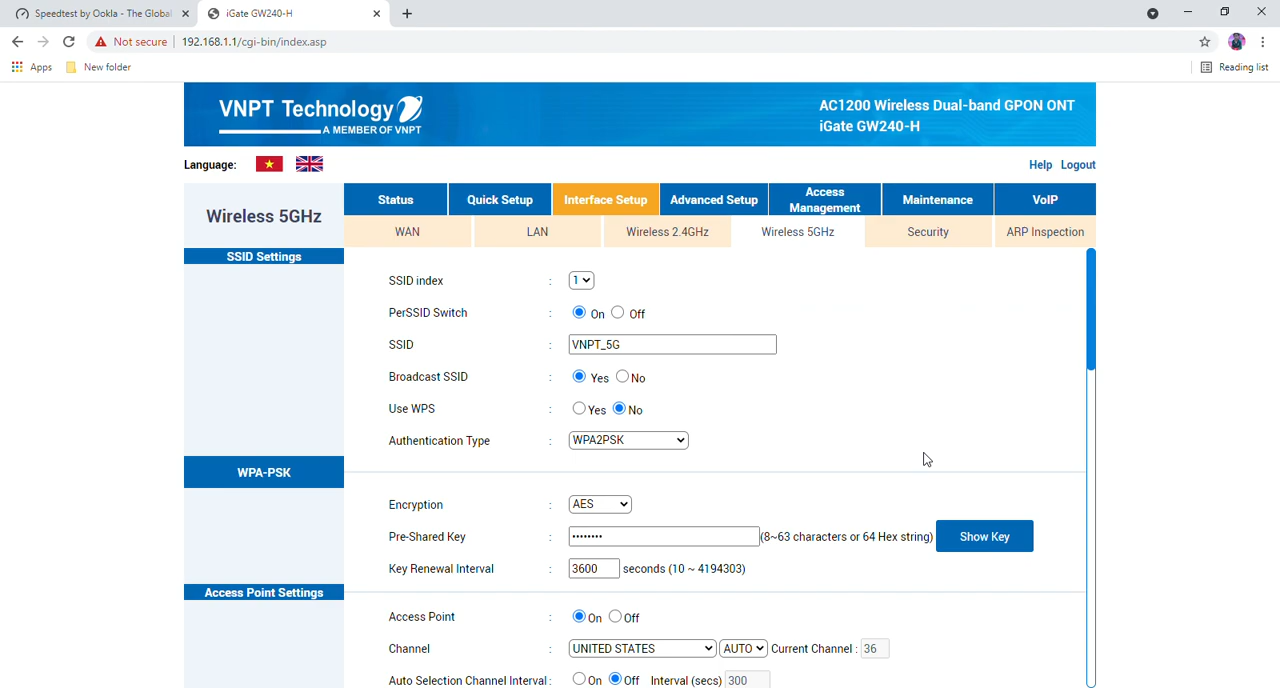 Speedtest by Ookla - The Global
iGate GW240-H
Not secure
192.168.1.1/cgi-bin/index.asp
Apps
New folder
Reading list
VNPT Technology
A MEMBER OF VNPT
AC1200 Wireless Dual-band GPON ONT
iGate GW240-H
Language:
Help Logout
Wireless 5GHz
Status Quick Setup Interface Setup Advanced Setup Access Management Maintenance VoIP
WAN LAN Wireless 2.4GHz Wireless 5GHz Security ARP Inspection
SSID Settings
SSID index : 1
PerSSID Switch : On Off
SSID : VNPT_5G
Broadcast SSID : Yes No
Use WPS : Yes No
Authentication Type : WPA2PSK
WPA-PSK
Encryption : AES
Pre-Shared Key : •••••••• (8~63 characters or 64 Hex string) Show Key
Key Renewal Interval : 3600 seconds (10 ~ 4194303)
Access Point Settings
Access Point : On Off
Channel : UNITED STATES AUTO Current Channel : 36
Auto Selection Channel Interval : On Off Interval (secs) 300